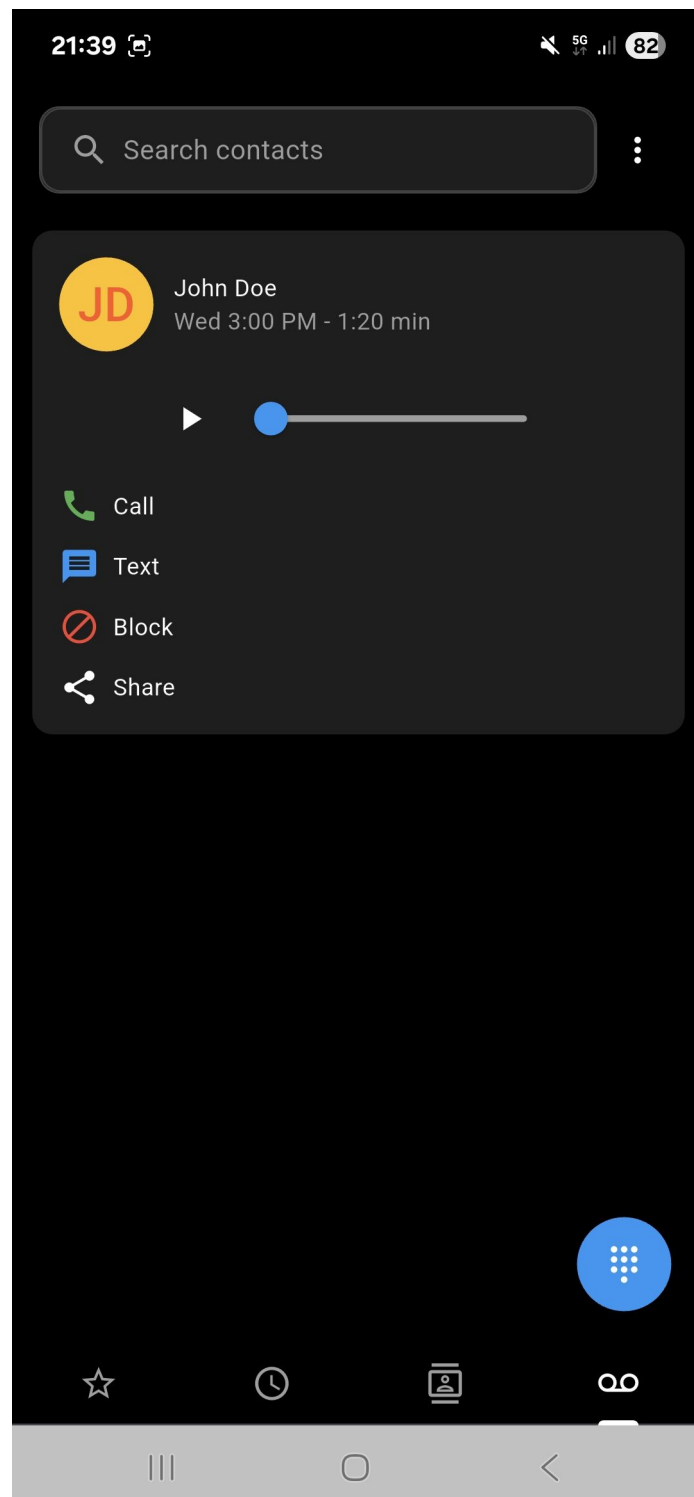 21:39
5G
82
Search contacts
JD
John Doe
Wed 3:00 PM - 1:20 min
Call
Text
Block
Share